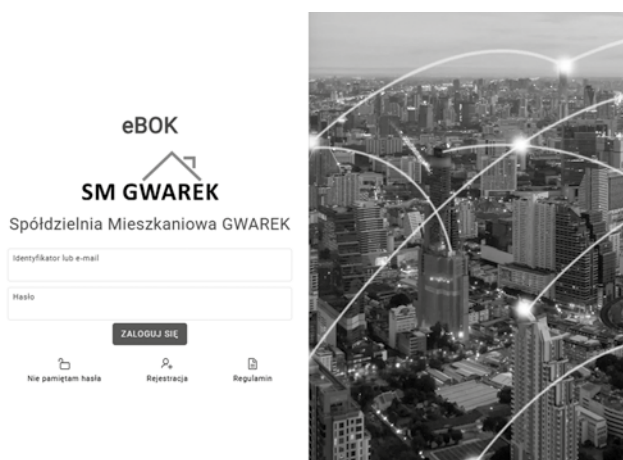 eBOK
SM GWAREK
Spółdzielnia Mieszkaniowa GWAREK
Identyfikator lub e-mail
Hasło
ZALOGUJ SIĘ
Nie pamiętam hasła
Rejestracja
Regulamin